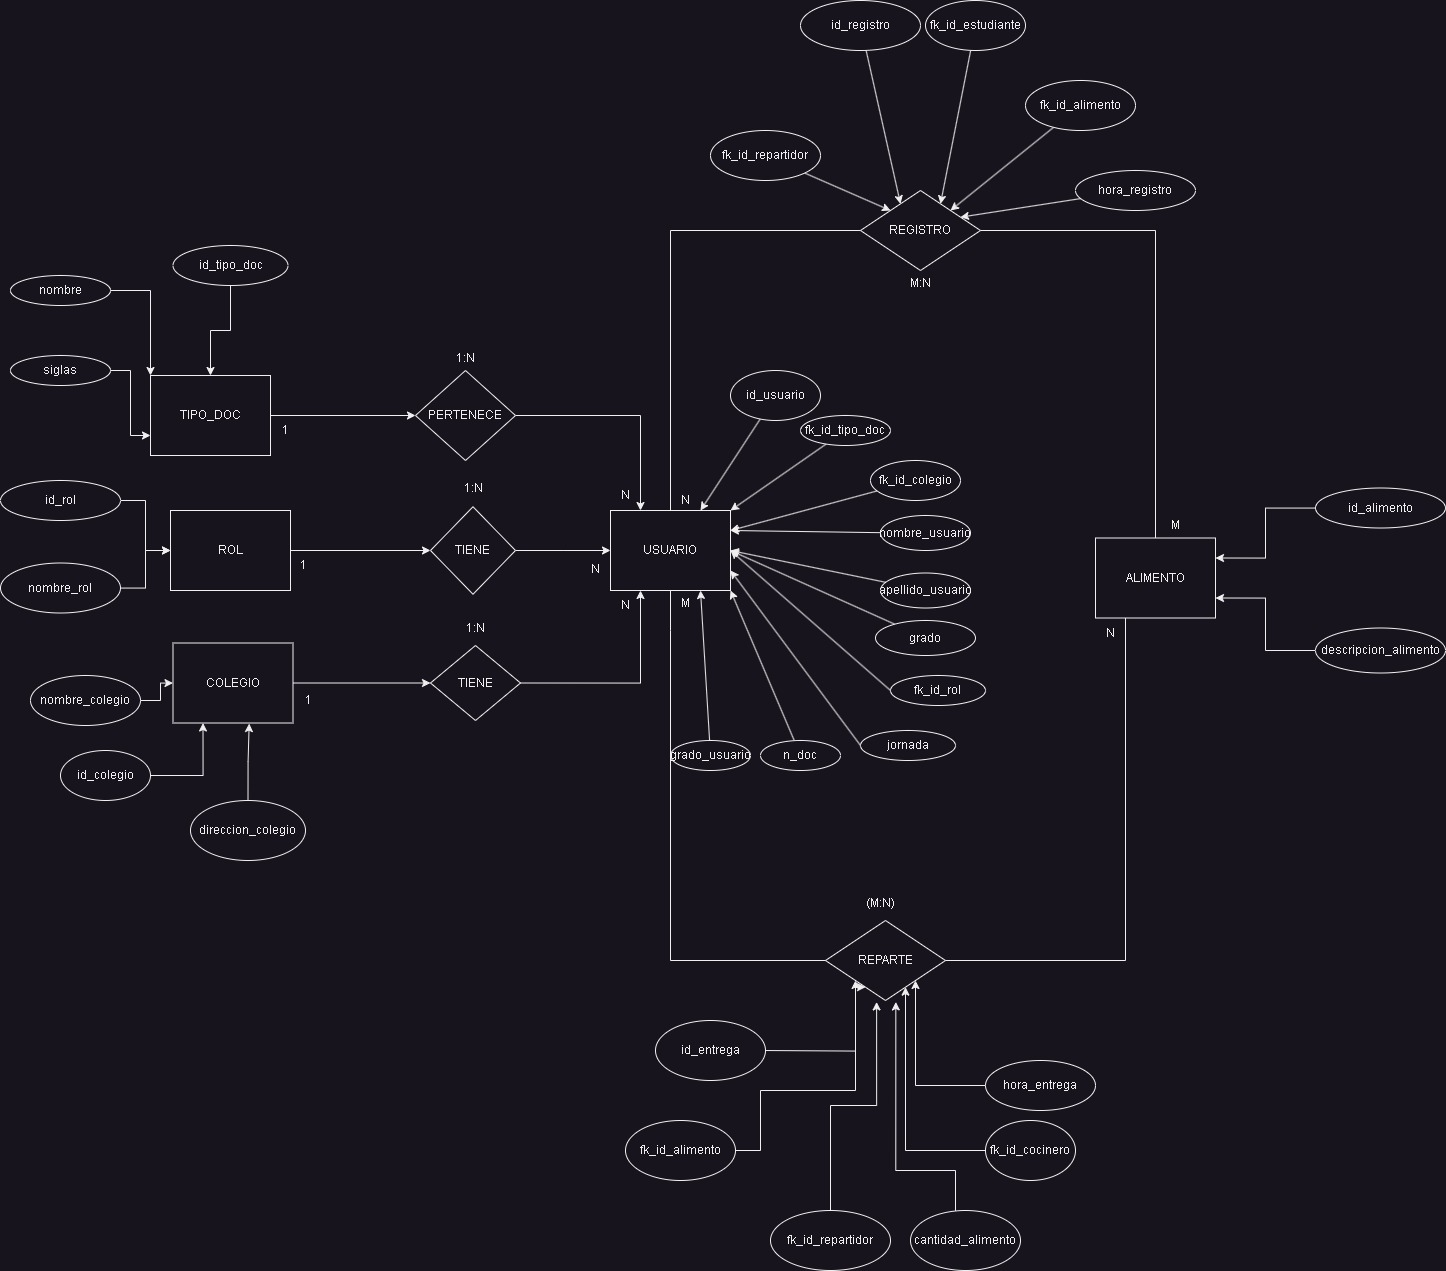 id_registro
fk_id_estudiante
fk_id_alimento
fk_id_repartidor
hora_registro
REGISTRO
M:N
id_tipo_doc
nombre
siglas
TIPO_DOC
1
1:N
PERTENECE
N
id_rol
nombre_rol
ROL
1
1:N
TIENE
N
nombre_colegio
id_colegio
direccion_colegio
COLEGIO
1
1:N
TIENE
N
N
USUARIO
M
id_usuario
fk_id_tipo_doc
fk_id_colegio
nombre_usuario
apellido_usuario
grado
fk_id_rol
jornada
n_doc
grado_usuario
M
ALIMENTO
N
id_alimento
descripcion_alimento
(M:N)
REPARTE
id_entrega
hora_entrega
fk_id_alimento
fk_id_cocinero
fk_id_repartidor
cantidad_alimento